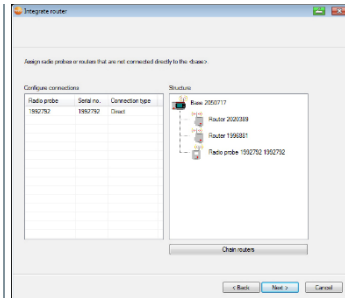 Integrate router
Assign radio probes or routers that are not connected directly to the <base>.
Configure connections
Structure
Radio probe Serial no. Connection type
1992792 1992792 Direct
Base 2050717
Router 2020389
Router 1996881
Radio probe 1992792 1992792
Chain routers
< Back Next > Cancel